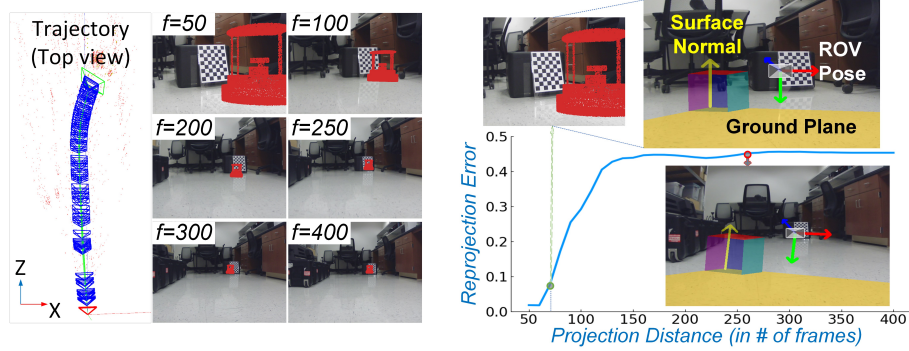 Trajectory
(Top view)
Z
X
f=50
f=100
f=200
f=250
f=300
f=400
Surface
Normal
ROV
Pose
Ground Plane
Reprojection Error
0.5
0.4
0.3
0.2
0.1
0.0
50
100
150
200
250
300
350
400
Projection Distance (in # of frames)